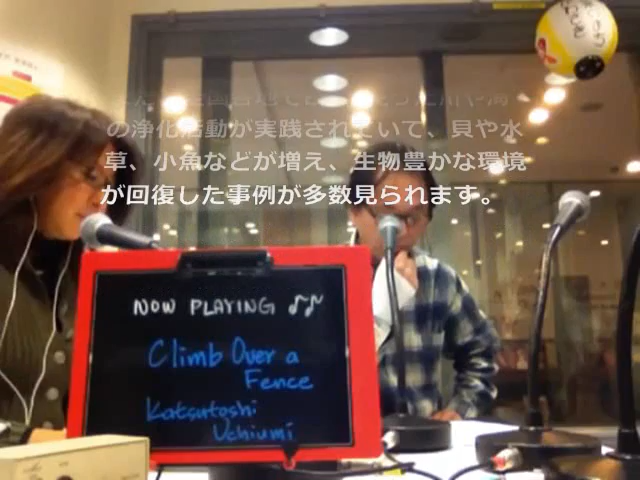 の浄化活動が実践されていて、貝や水
草、小魚などが増え、生物豊かな環境
が回復した事例が多数見られます。
NOW PLAYING ♪♪
Climb Over a
Fence
Katsutoshi
Uchiumi